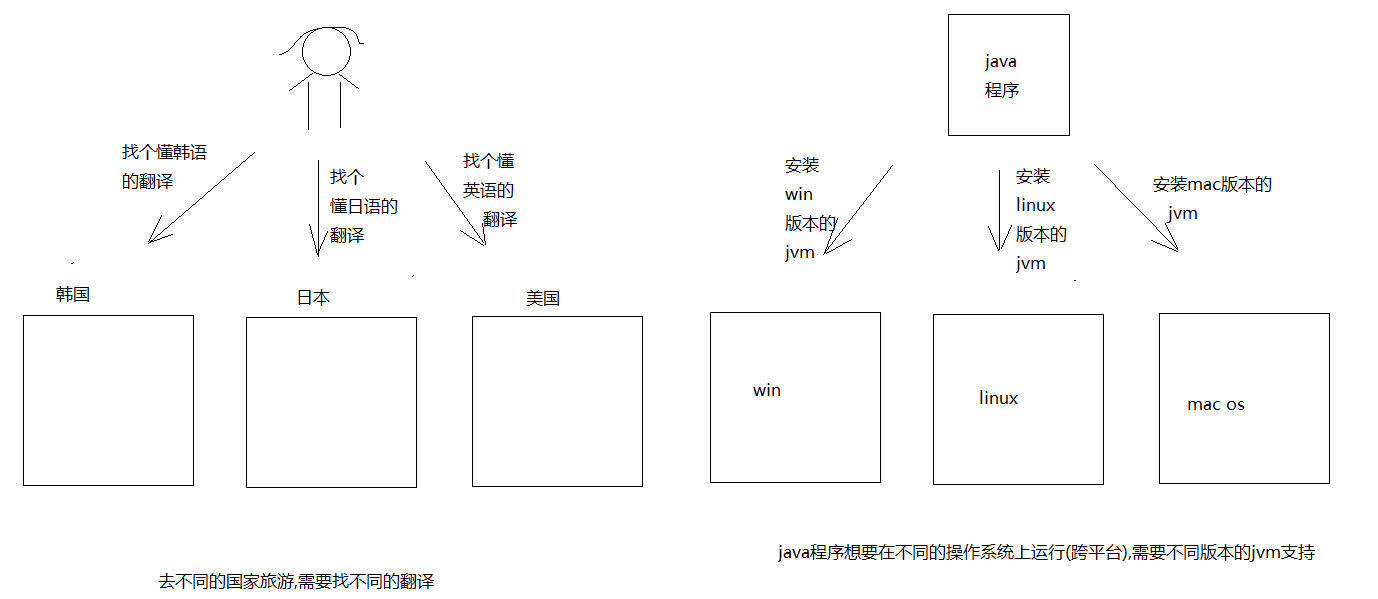 找个懂韩语
的翻译
找个
懂日语的
翻译
找个懂
英语的
翻译
韩国
日本
美国
去不同的国家旅游,需要找不同的翻译
java
程序
安装
win
版本的
jvm
安装
linux
版本的
jvm
安装mac版本的
jvm
win
linux
mac os
java程序想要在不同的操作系统上运行(跨平台),需要不同版本的jvm支持